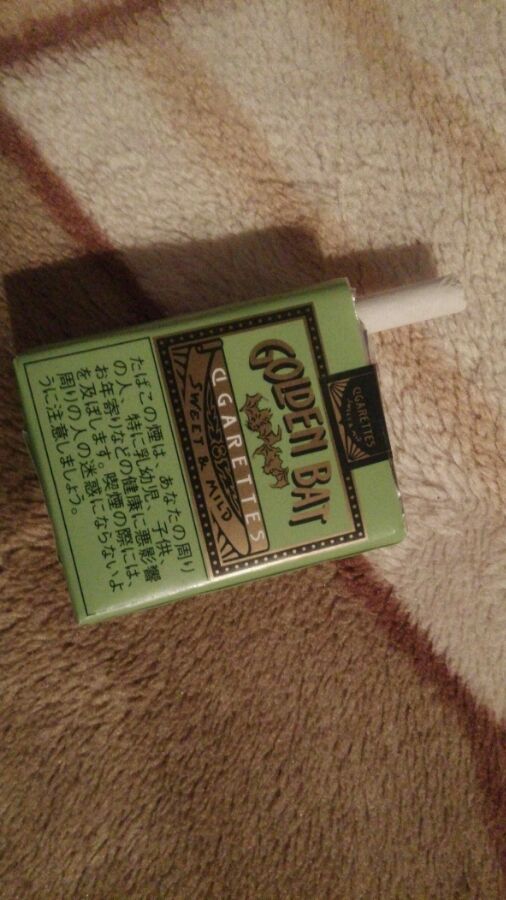 GOLDEN BAT
CIGARETTES
SWEET & MILD
CIGARETTES
SWEET & MILD
たばこの煙は、あなたの周り
の人、特に乳幼児、子供、
お年寄りなどの健康に悪影響
を及ぼします。喫煙の際には、
周りの人の迷惑にならないよ
うに注意しましょう。